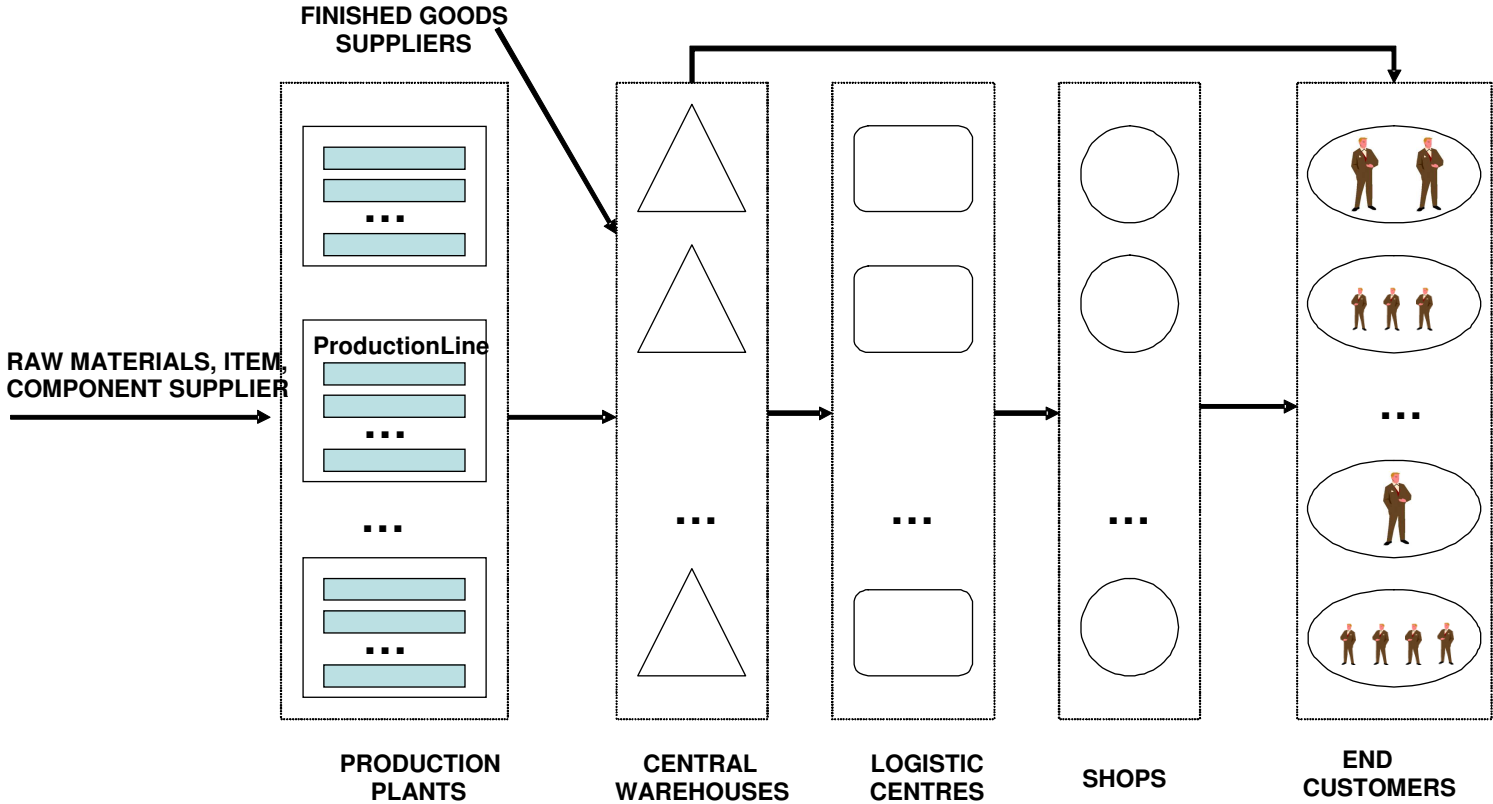 FINISHED GOODS
SUPPLIERS
ProductionLine
RAW MATERIALS, ITEM,
COMPONENT SUPPLIER
...
...
...
...
...
...
...
...
PRODUCTION
PLANTS
CENTRAL
WAREHOUSES
LOGISTIC
CENTRES
SHOPS
END
CUSTOMERS